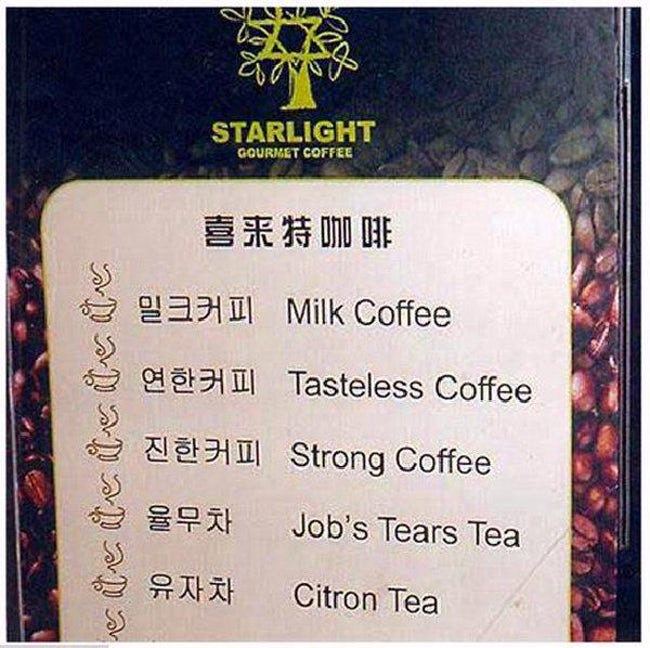 STARLIGHT
GOURMET COFFEE
喜来特咖啡
밀크커피 Milk Coffee
연한커피 Tasteless Coffee
진한커피 Strong Coffee
율무차 Job's Tears Tea
유자차 Citron Tea